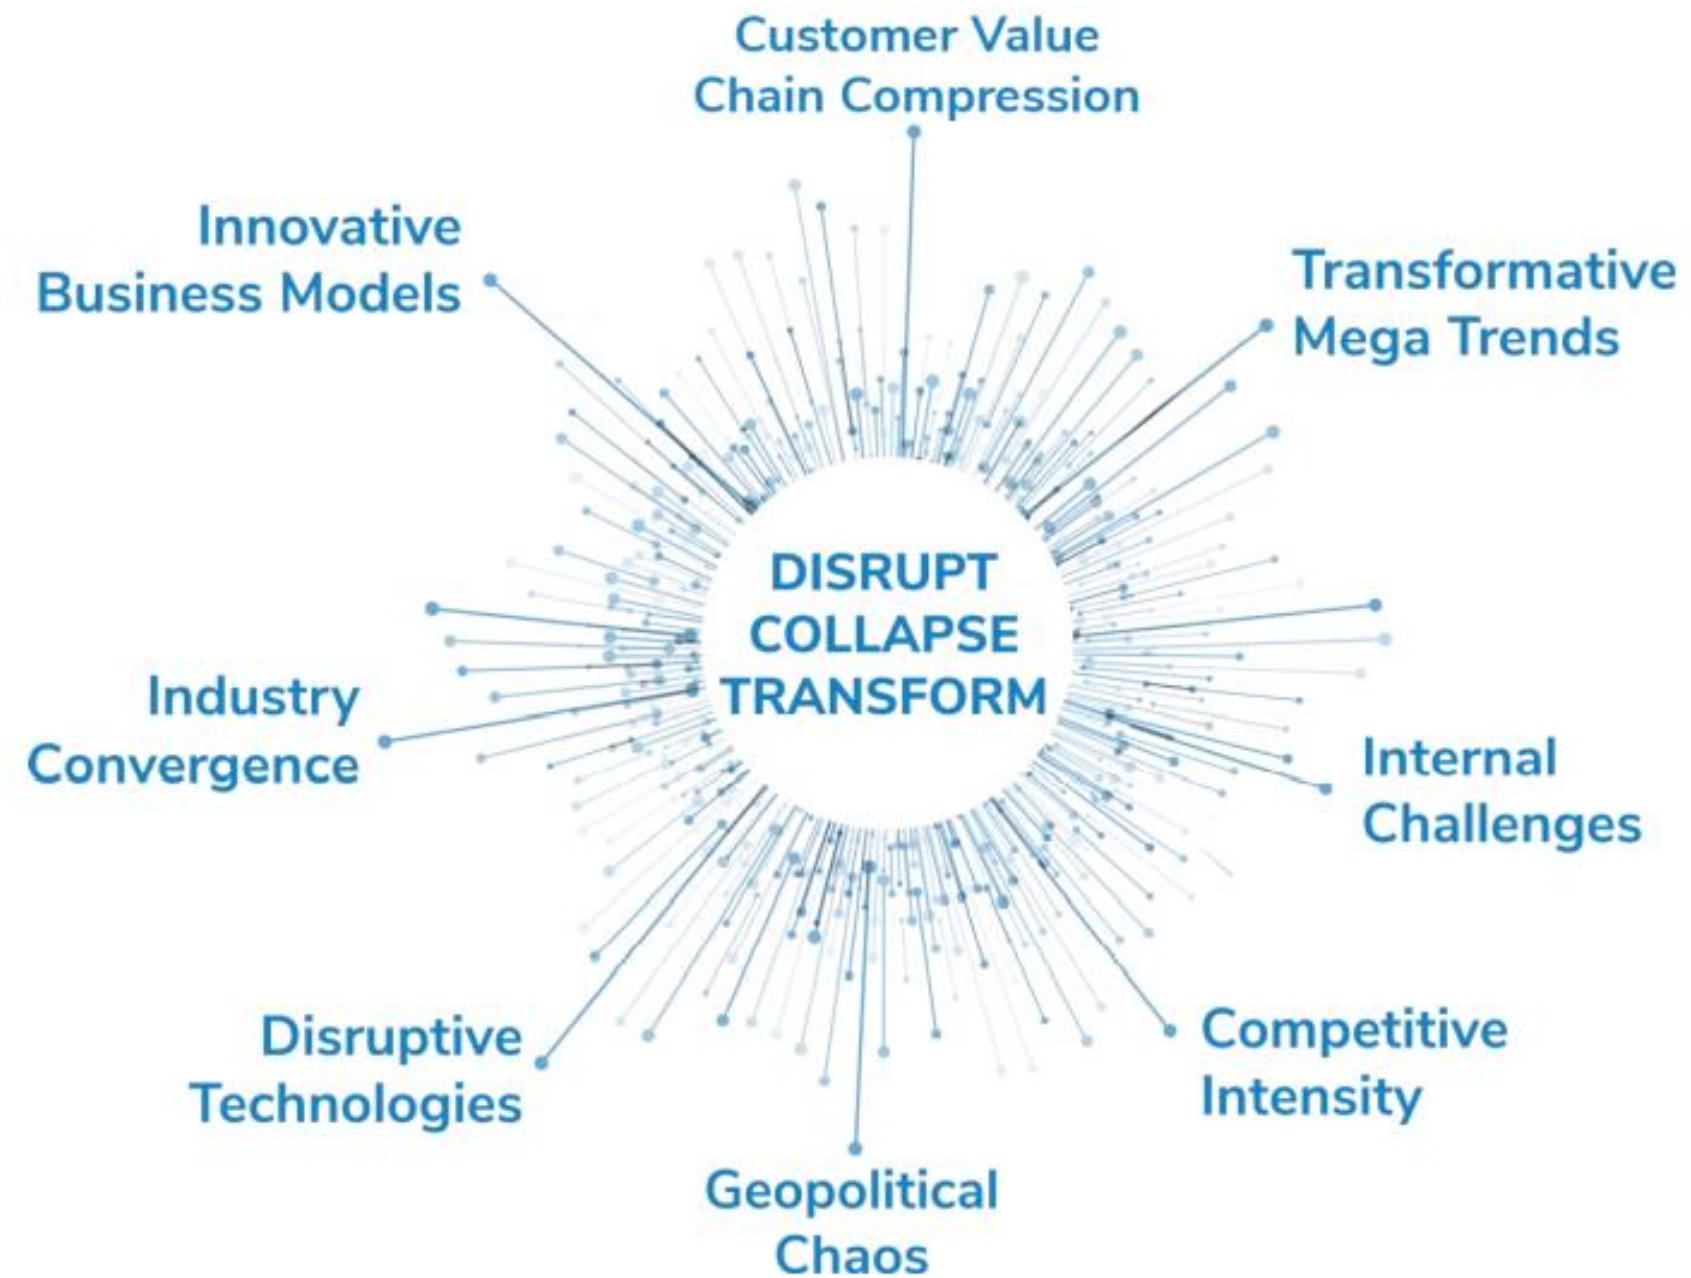 Customer Value
Chain Compression
Innovative
Business Models
Transformative
Mega Trends
DISRUPT
COLLAPSE
TRANSFORM
Industry
Convergence
Internal
Challenges
Disruptive
Technologies
Competitive
Intensity
Geopolitical
Chaos